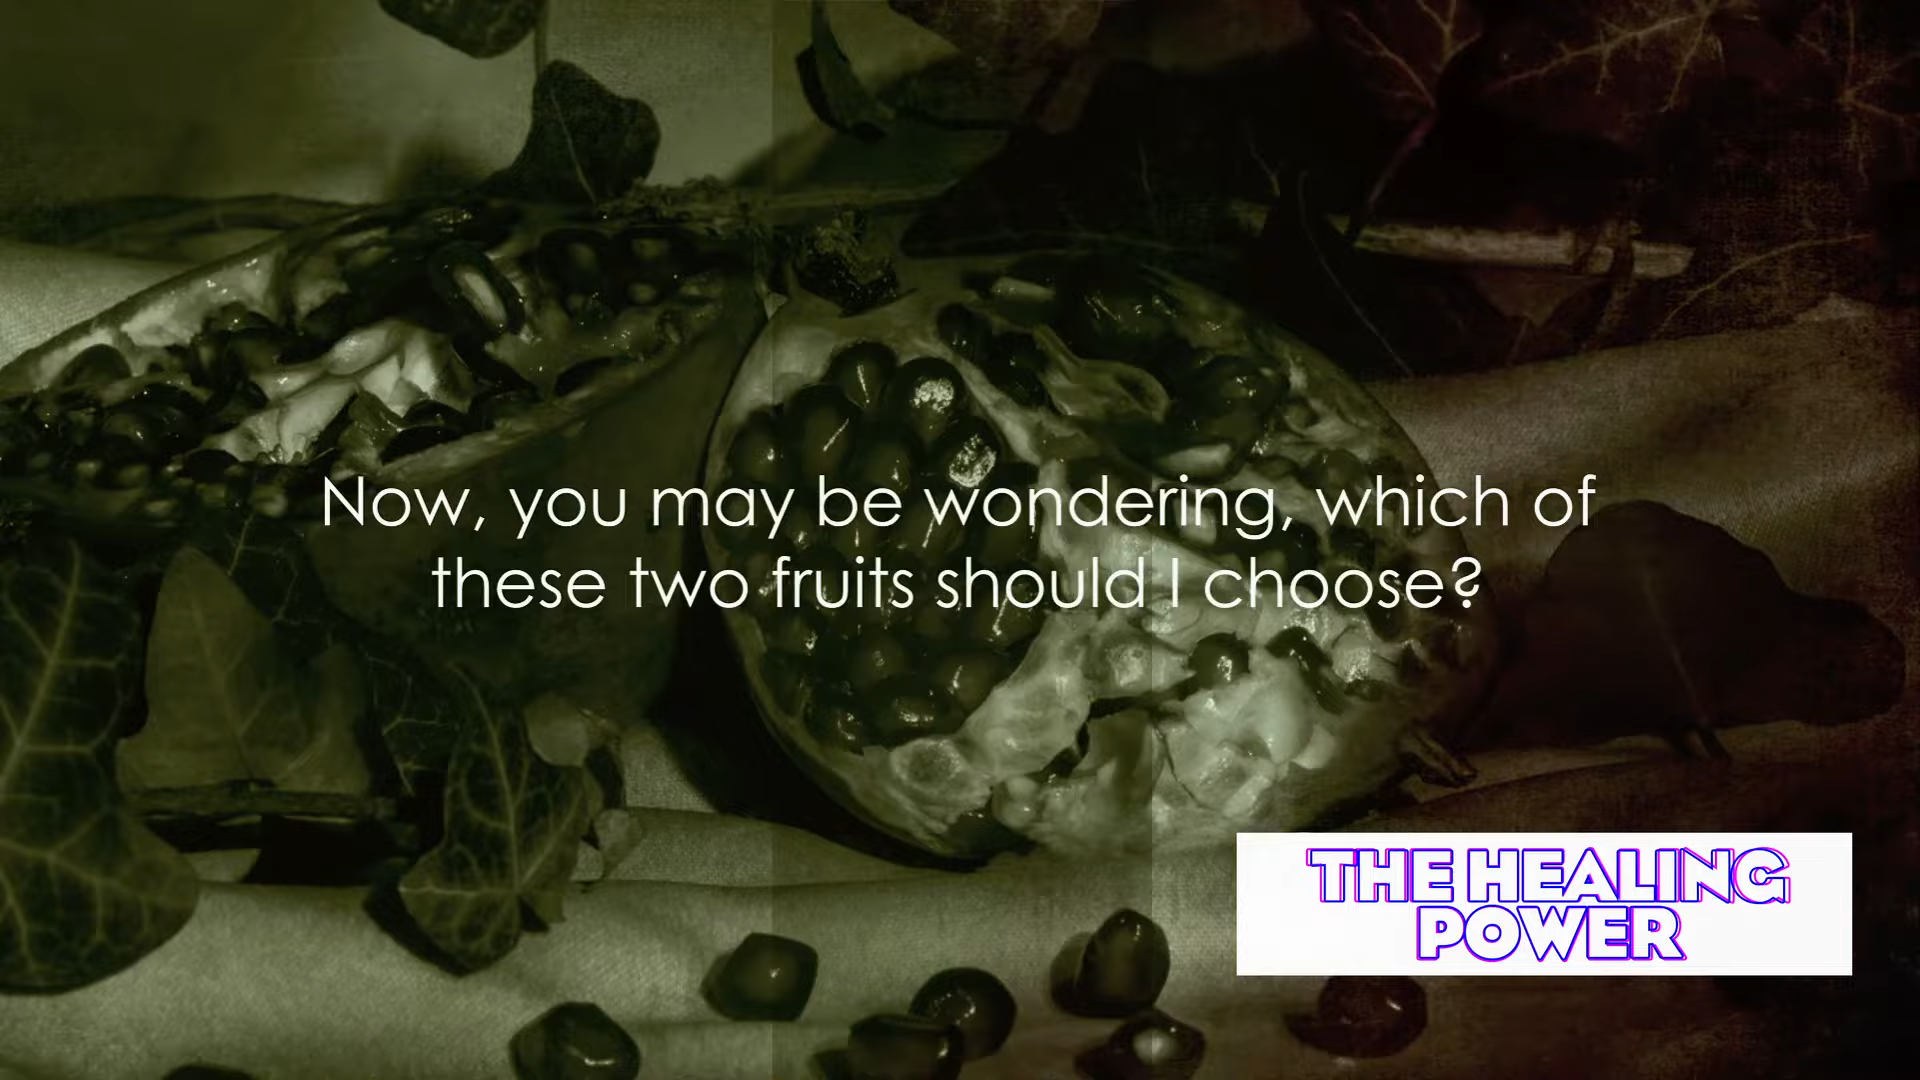 Now, you may be wondering, which of
these two fruits should I choose?
THE HEALING
POWER